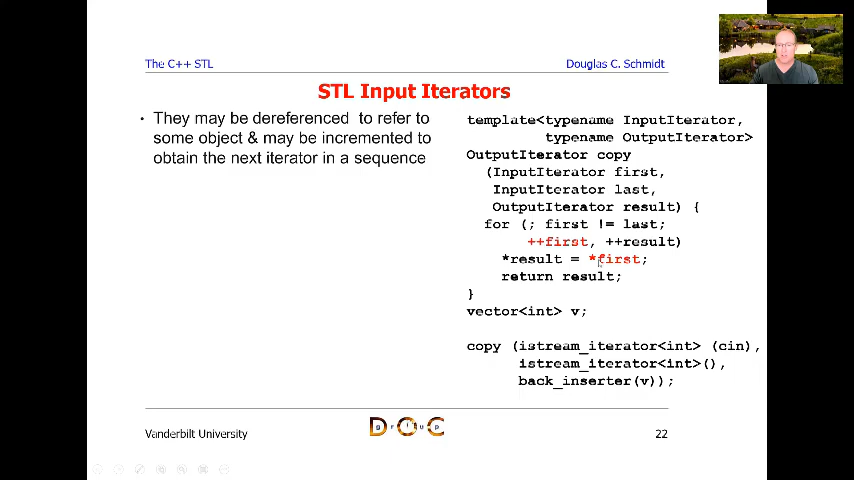 The C++ STL
Douglas C. Schmidt
STL Input Iterators
• They may be dereferenced to refer to
some object & may be incremented to
obtain the next iterator in a sequence
template<typename InputIterator,
typename OutputIterator>
OutputIterator copy
(InputIterator first,
InputIterator last,
OutputIterator result) {
for (; first != last;
++first, ++result)
*result = *first;
return result;
}
vector<int> v;
copy (istream_iterator<int> (cin),
istream_iterator<int>(),
back_inserter(v));
Vanderbilt University
DOC
group
22